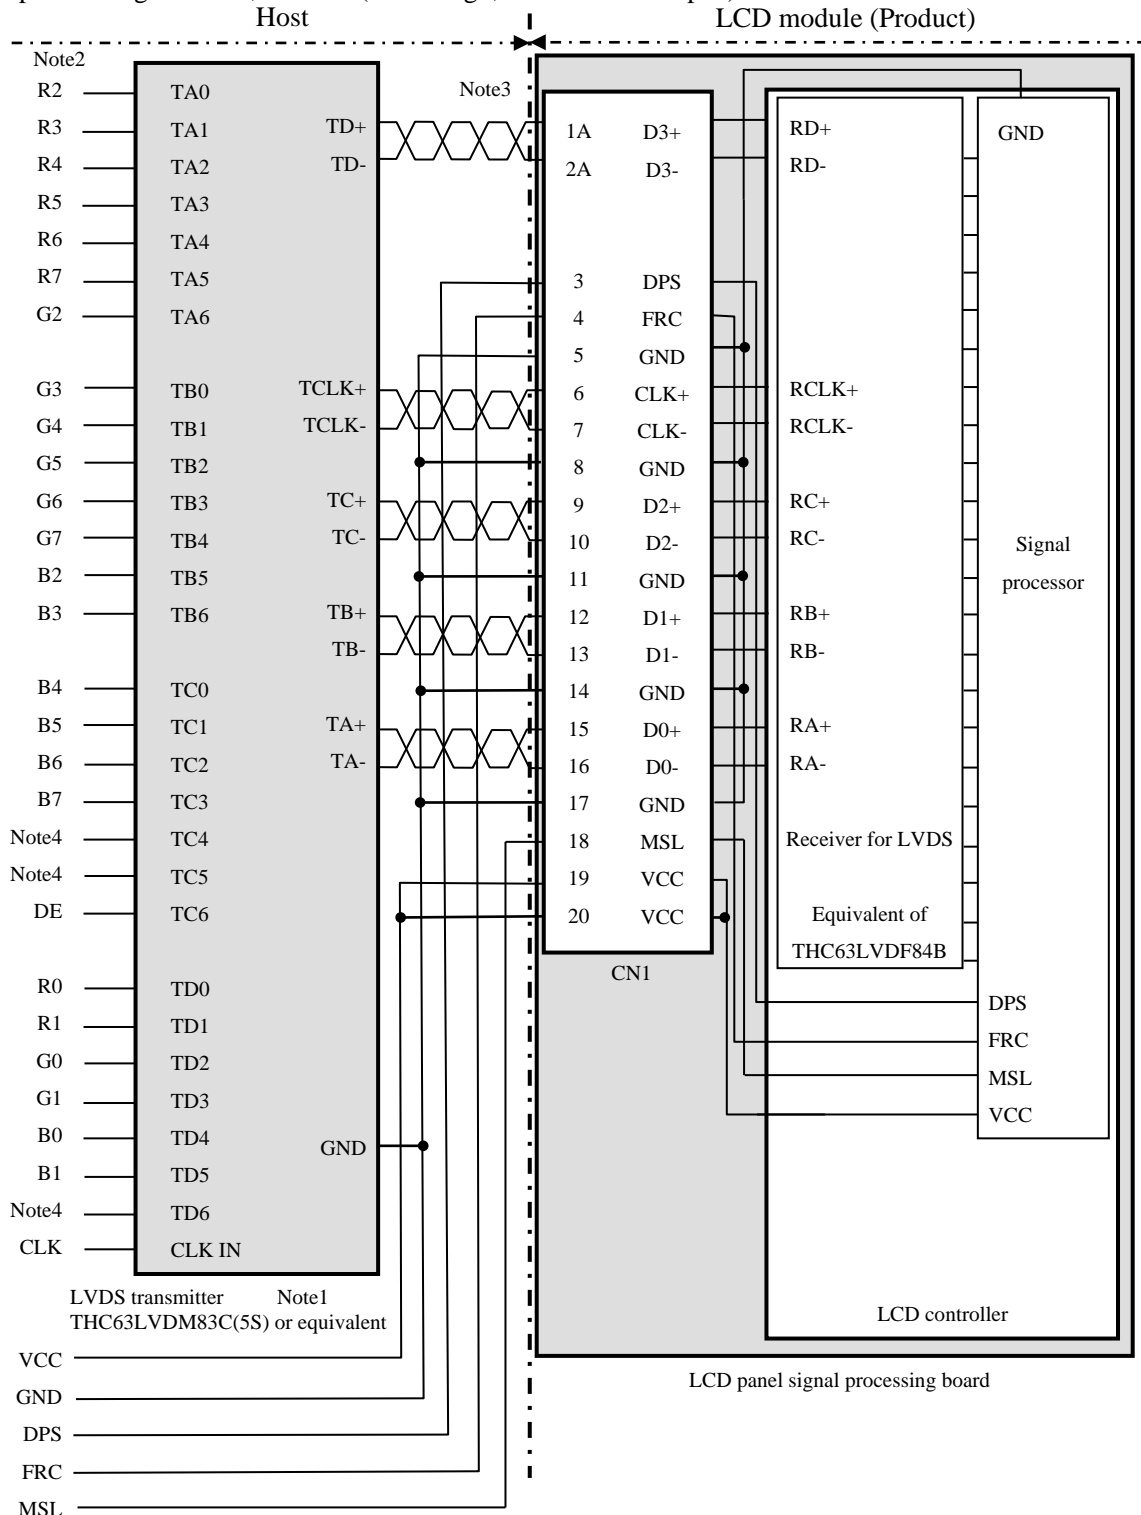 Host
LCD module (Product)
Note2
R2 TA0
R3 TA1
R4 TA2
R5 TA3
R6 TA4
R7 TA5
G2 TA6
G3 TB0
G4 TB1
G5 TB2
G6 TB3
G7 TB4
B2 TB5
B3 TB6
B4 TC0
B5 TC1
B6 TC2
B7 TC3
Note4 TC4
Note4 TC5
DE TC6
R0 TD0
R1 TD1
G0 TD2
G1 TD3
B0 TD4
B1 TD5
Note4 TD6
CLK CLK IN
TD+
TD-
TCLK+
TCLK-
TC+
TC-
TB+
TB-
TA+
TA-
GND
LVDS transmitter Note1
THC63LVDM83C(5S) or equivalent
VCC
GND
DPS
FRC
MSL
Note3
1A D3+
2A D3-
3 DPS
4 FRC
5 GND
6 CLK+
7 CLK-
8 GND
9 D2+
10 D2-
11 GND
12 D1+
13 D1-
14 GND
15 D0+
16 D0-
17 GND
18 MSL
19 VCC
20 VCC
CN1
RD+
RD-
RCLK+
RCLK-
RC+
RC-
RB+
RB-
RA+
RA-
Receiver for LVDS
Equivalent of
THC63LVDF84B
GND
Signal
processor
DPS
FRC
MSL
VCC
LCD controller
LCD panel signal processing board